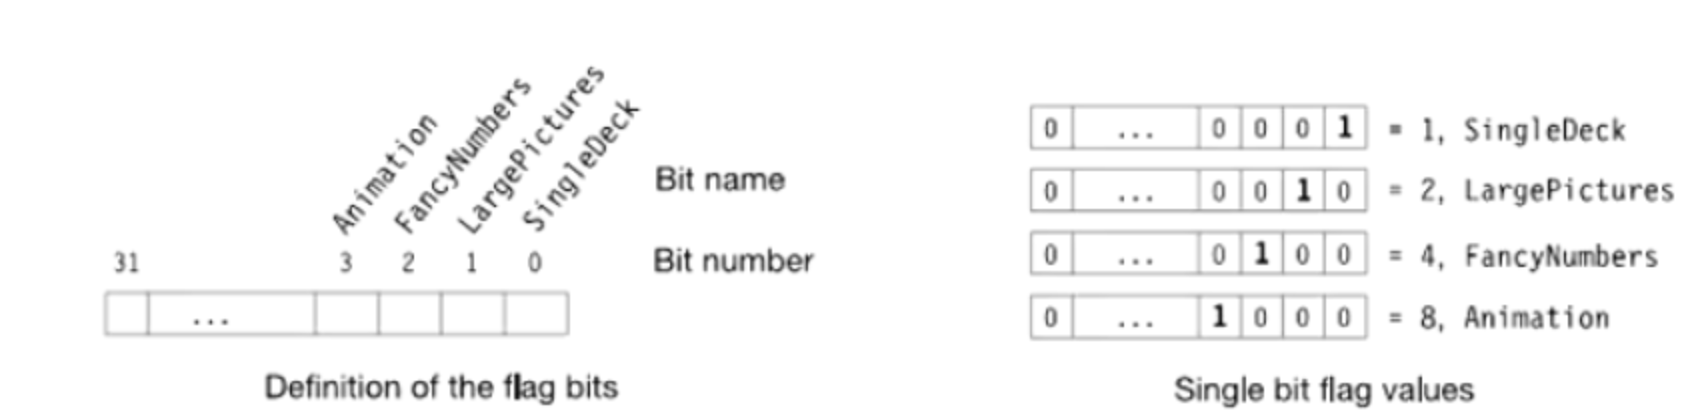 Animation
FancyNumbers
LargePictures
SingleDeck
Bit name
31 3 2 1 0 Bit number
...
Definition of the flag bits
0 ... 0 0 0 1 = 1, SingleDeck
0 ... 0 0 1 0 = 2, LargePictures
0 ... 0 1 0 0 = 4, FancyNumbers
0 ... 1 0 0 0 = 8, Animation
Single bit flag values